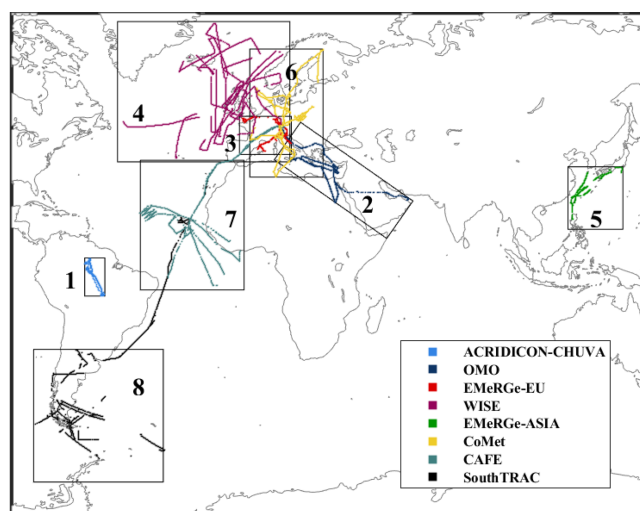 6
4
3
2
7
5
1
8
ACRIDICON-CHUVA
OMO
EMeRGe-EU
WISE
EMeRGe-ASIA
CoMet
CAFE
SouthTRAC